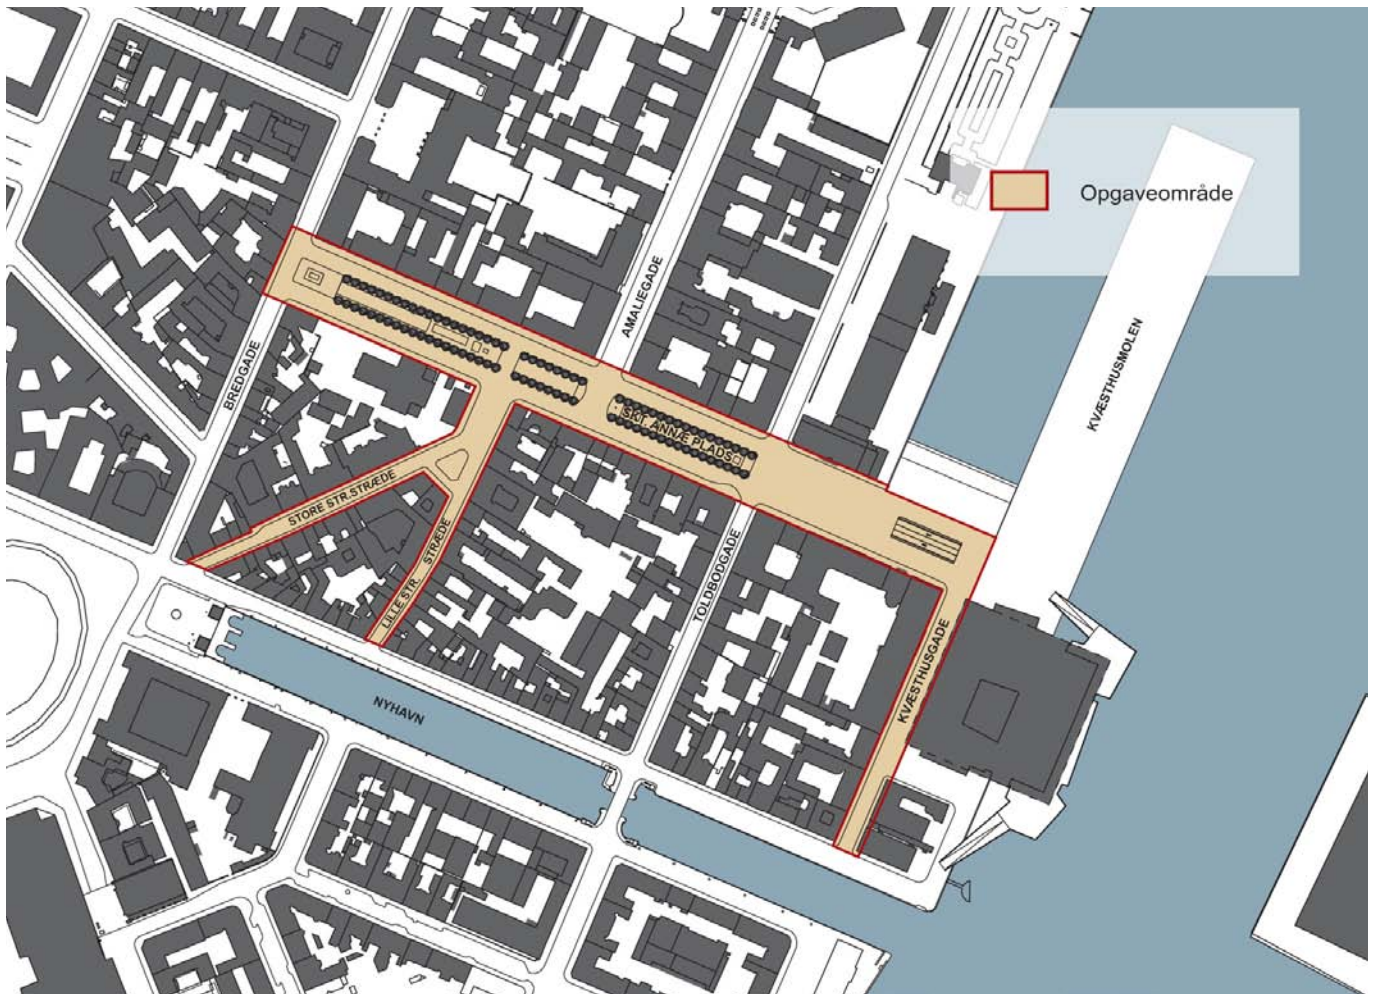 Opgaveområde
AMALIEGADE
BREDGADE
KVÆSTHUSMOLEN
SKT. ANNÆ PLADS
STORE STR.STRÆDE
LILLE STR. STRÆDE
TOLDBODGADE
KVÆSTHUSGADE
NYHAVN